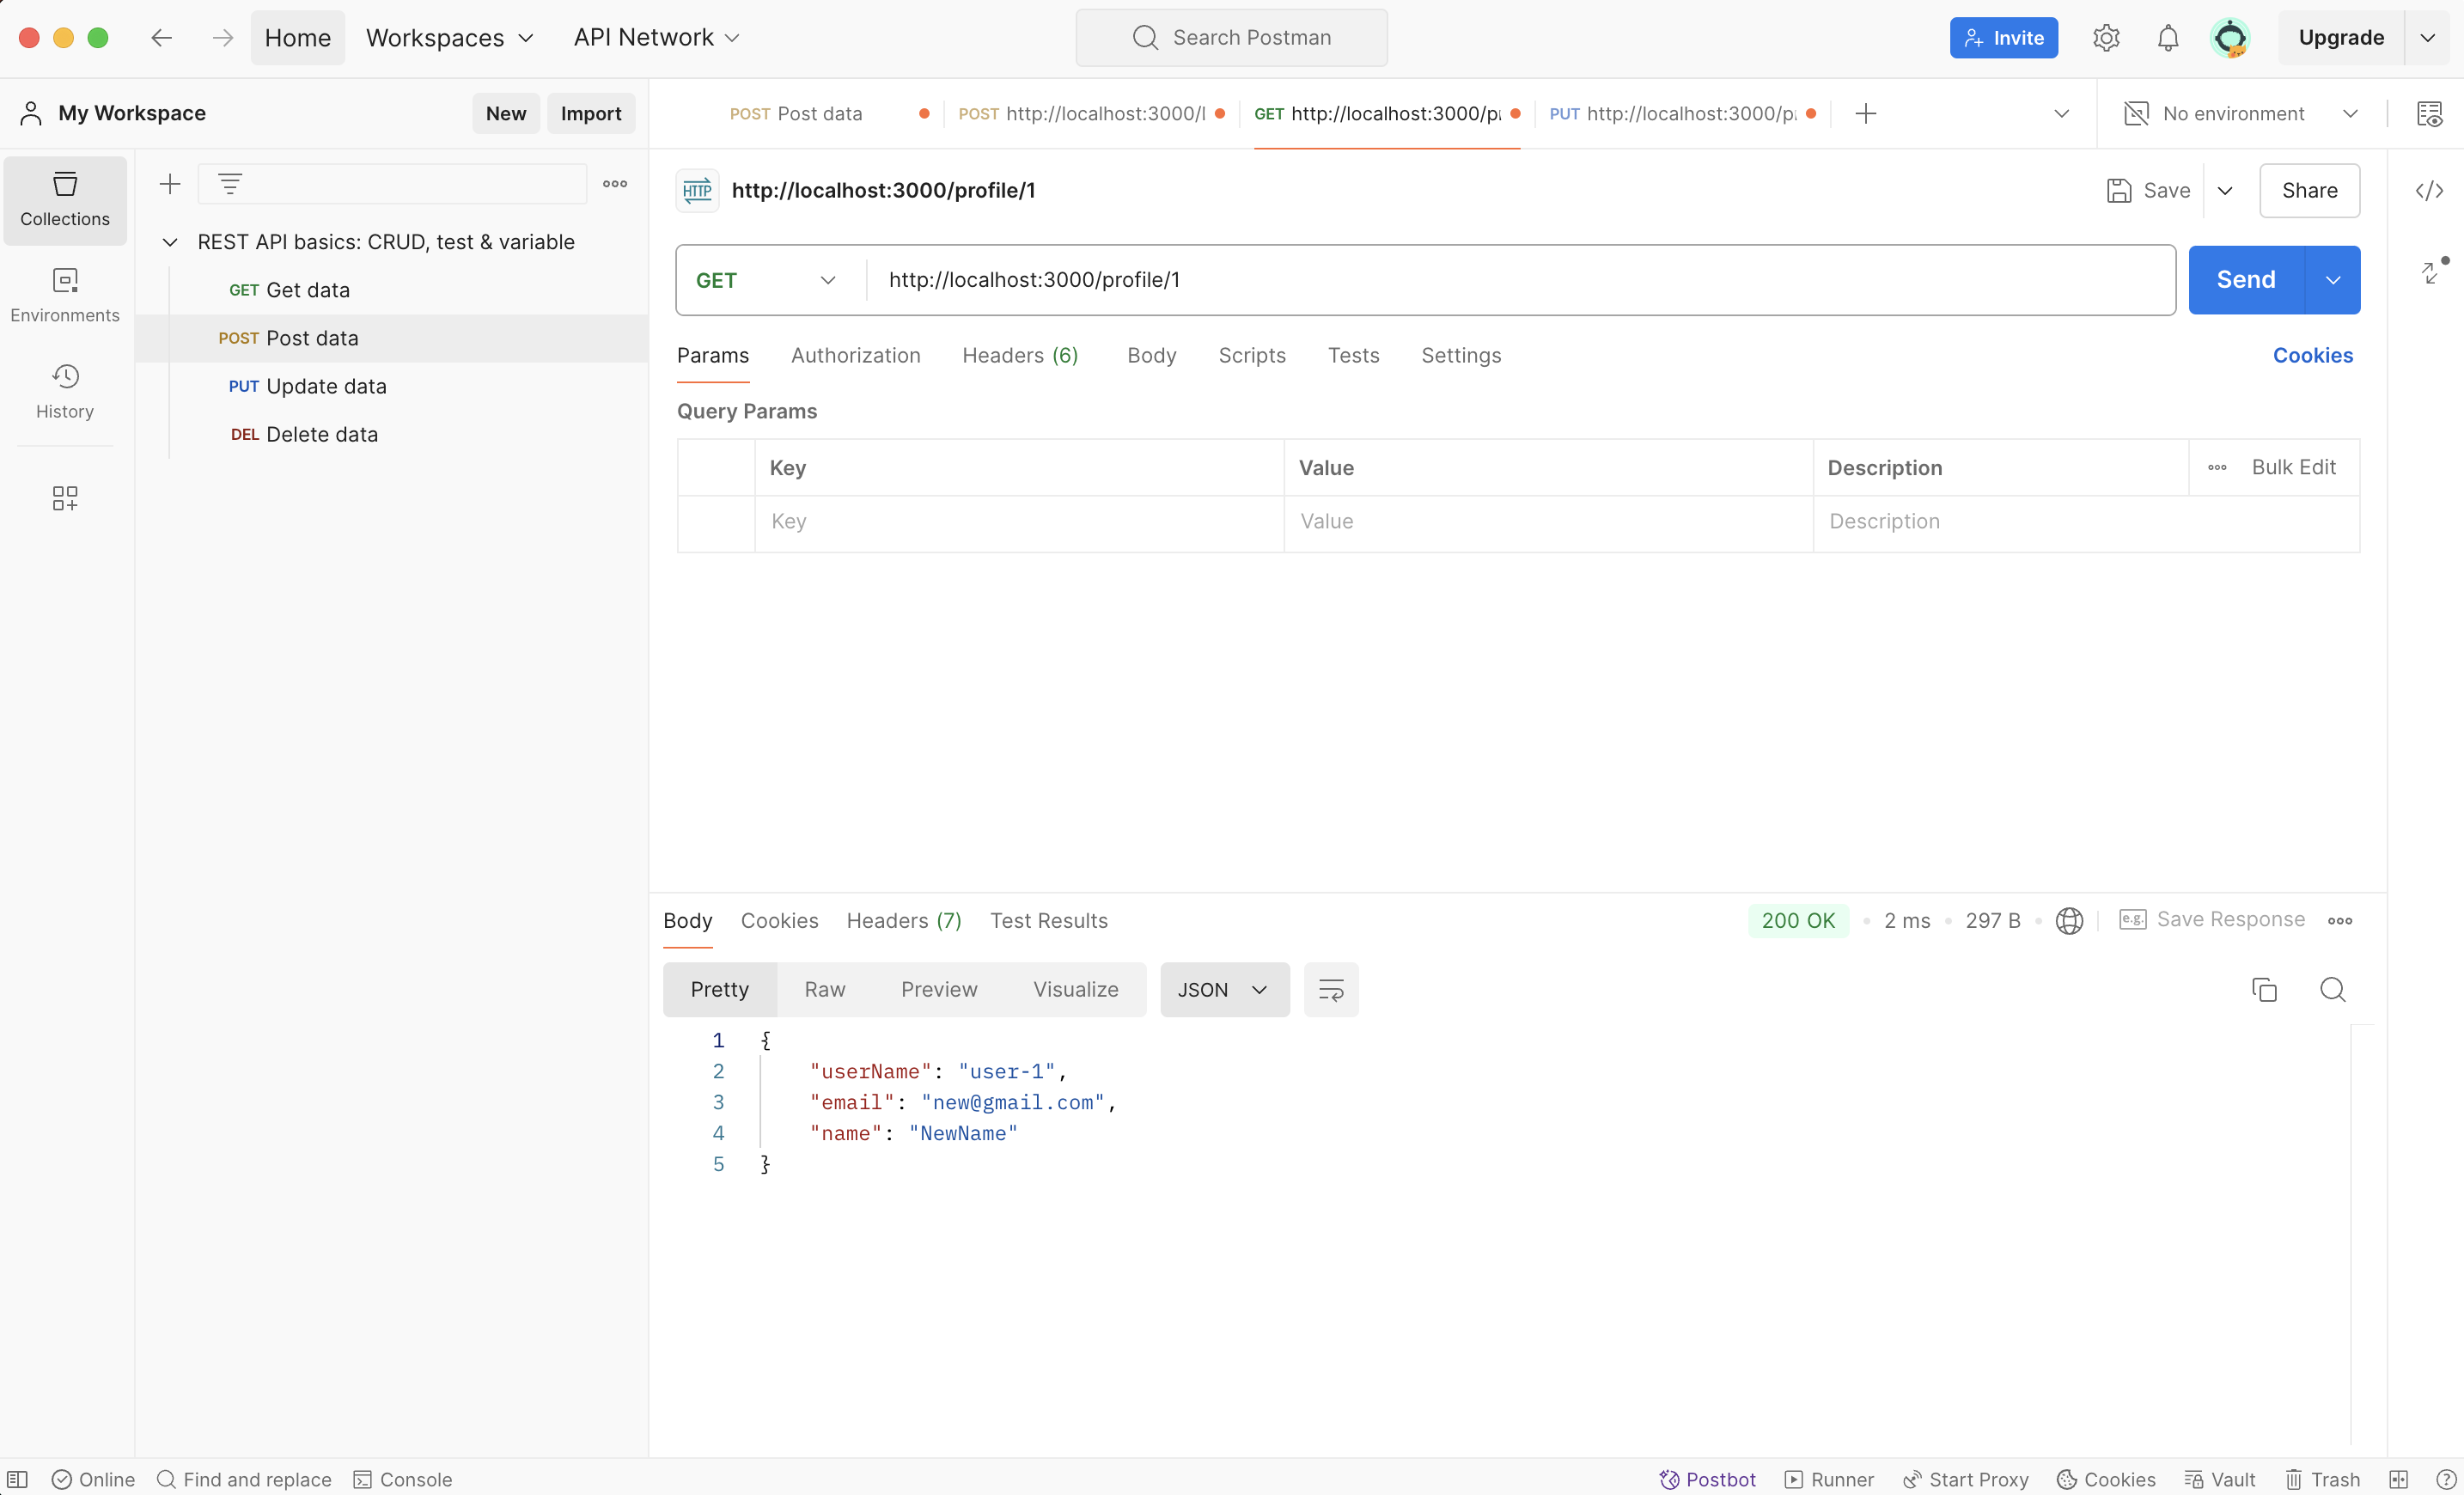 Home
Workspaces
API Network
Search Postman
Invite
Upgrade
My Workspace
New
Import
POST Post data
POST http://localhost:3000/l
GET http://localhost:3000/p
PUT http://localhost:3000/p
No environment
Collections
Environments
History
REST API basics: CRUD, test & variable
GET Get data
POST Post data
PUT Update data
DEL Delete data
HTTP http://localhost:3000/profile/1
Save
Share
GET
http://localhost:3000/profile/1
Send
Params
Authorization
Headers (6)
Body
Scripts
Tests
Settings
Cookies
Query Params
Key Value Description Bulk Edit
Key Value Description
Body
Cookies
Headers (7)
Test Results
200 OK
2 ms
297 B
e.g. Save Response
Pretty
Raw
Preview
Visualize
JSON
1 {
2 "userName": "user-1",
3 "email": "new@gmail.com",
4 "name": "NewName"
5 }
Online
Find and replace
Console
Postbot
Runner
Start Proxy
Cookies
Vault
Trash